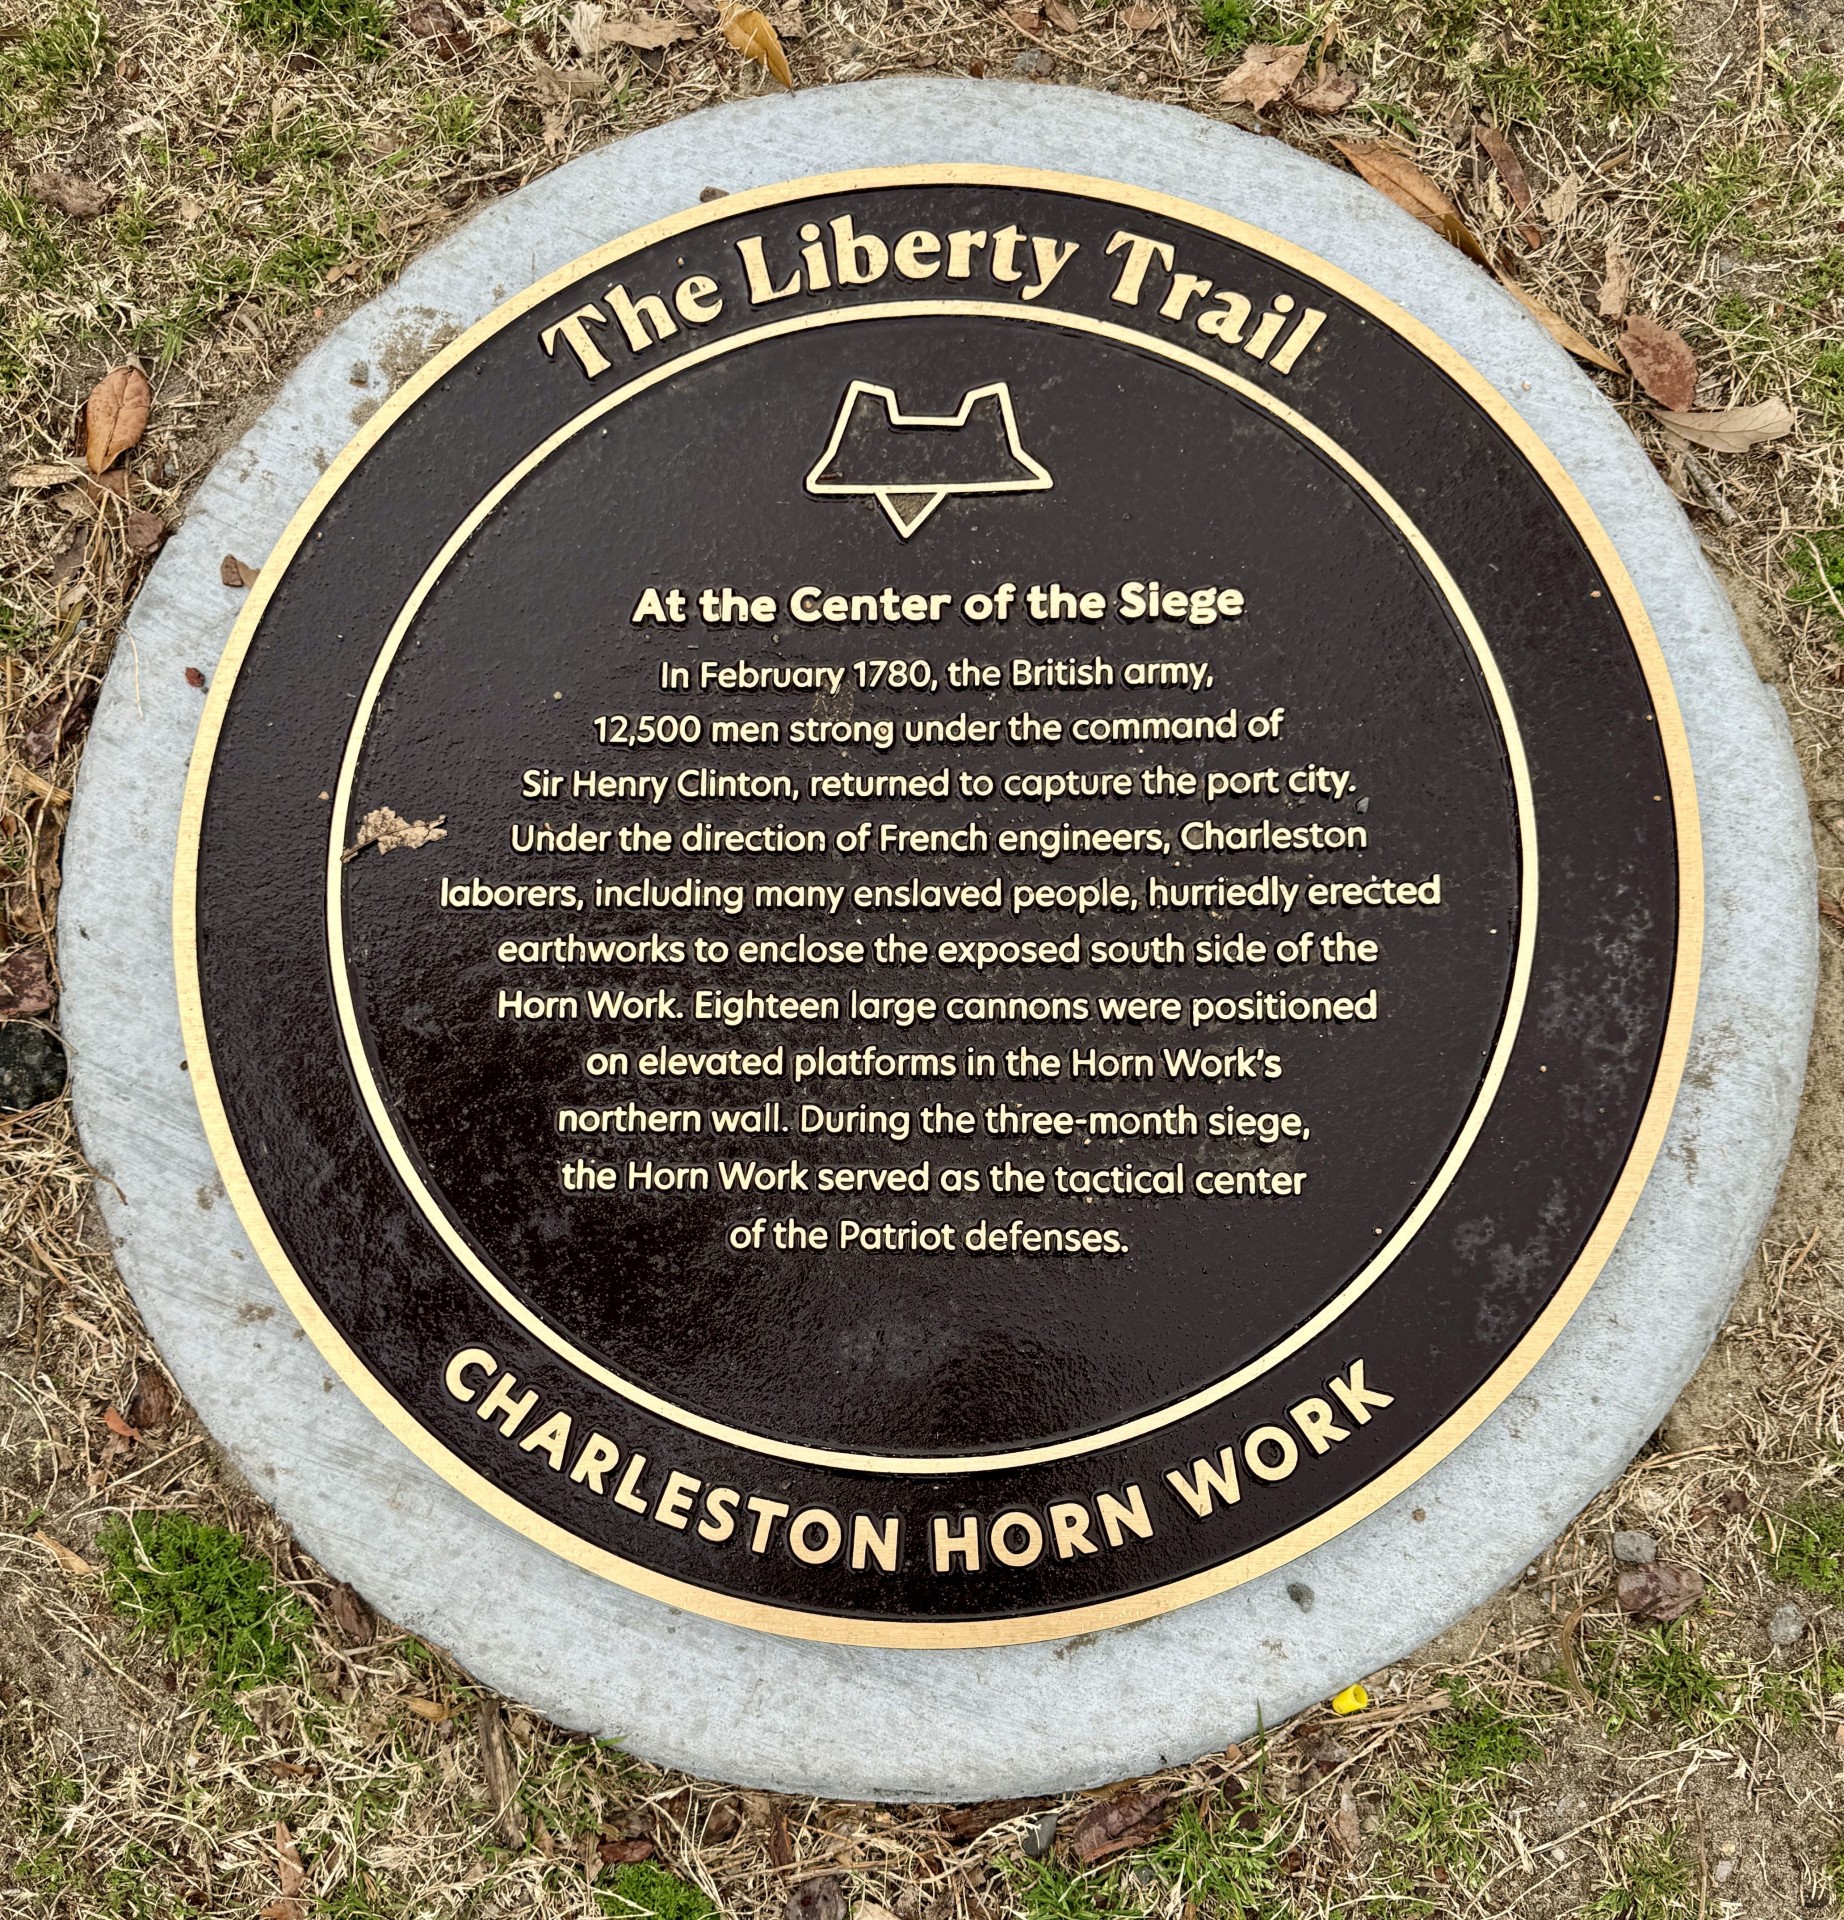 The Liberty Trail
At the Center of the Siege
In February 1780, the British army,
12,500 men strong under the command of
Sir Henry Clinton, returned to capture the port city.
Under the direction of French engineers, Charleston
laborers, including many enslaved people, hurriedly erected
earthworks to enclose the exposed south side of the
Horn Work. Eighteen large cannons were positioned
on elevated platforms in the Horn Work's
northern wall. During the three-month siege,
the Horn Work served as the tactical center
of the Patriot defenses.
CHARLESTON HORN WORK